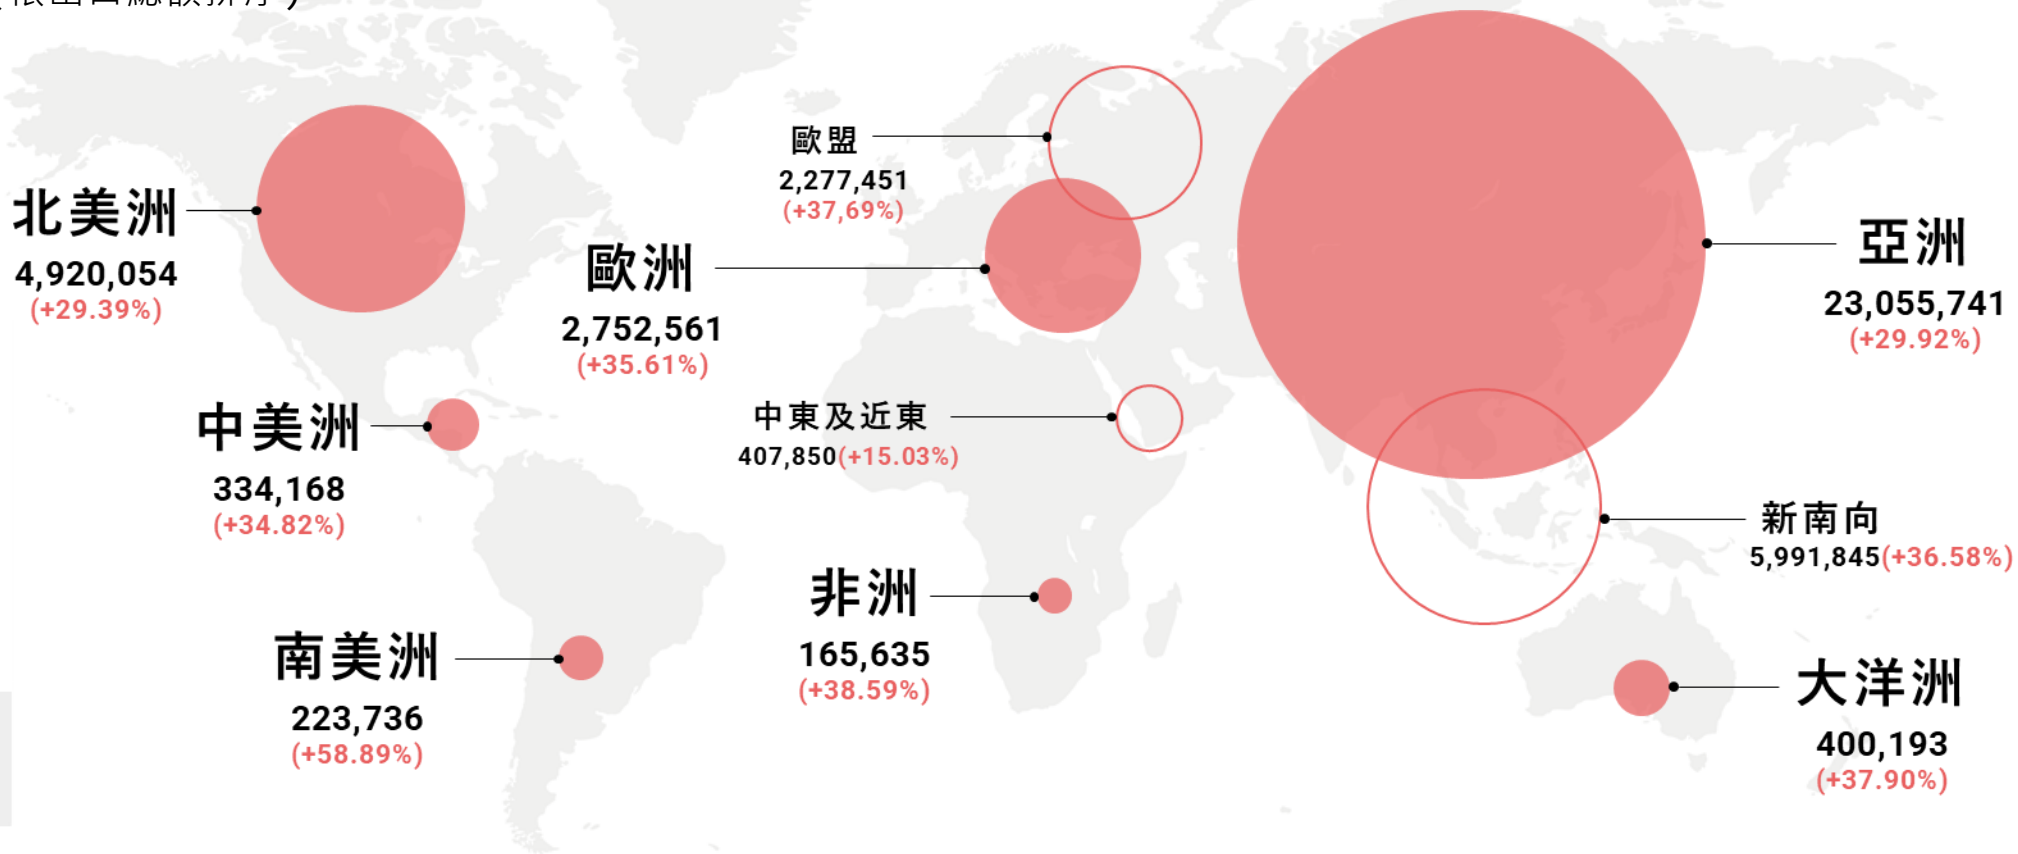 北美洲
4,920,054
(+29.39%)
中美洲
334,168
(+34.82%)
南美洲
223,736
(+58.89%)
歐盟
2,277,451
(+37,69%)
歐洲
2,752,561
(+35.61%)
中東及近東
407,850(+15.03%)
非洲
165,635
(+38.59%)
亞洲
23,055,741
(+29.92%)
新南向
5,991,845(+36.58%)
大洋洲
400,193
(+37.90%)